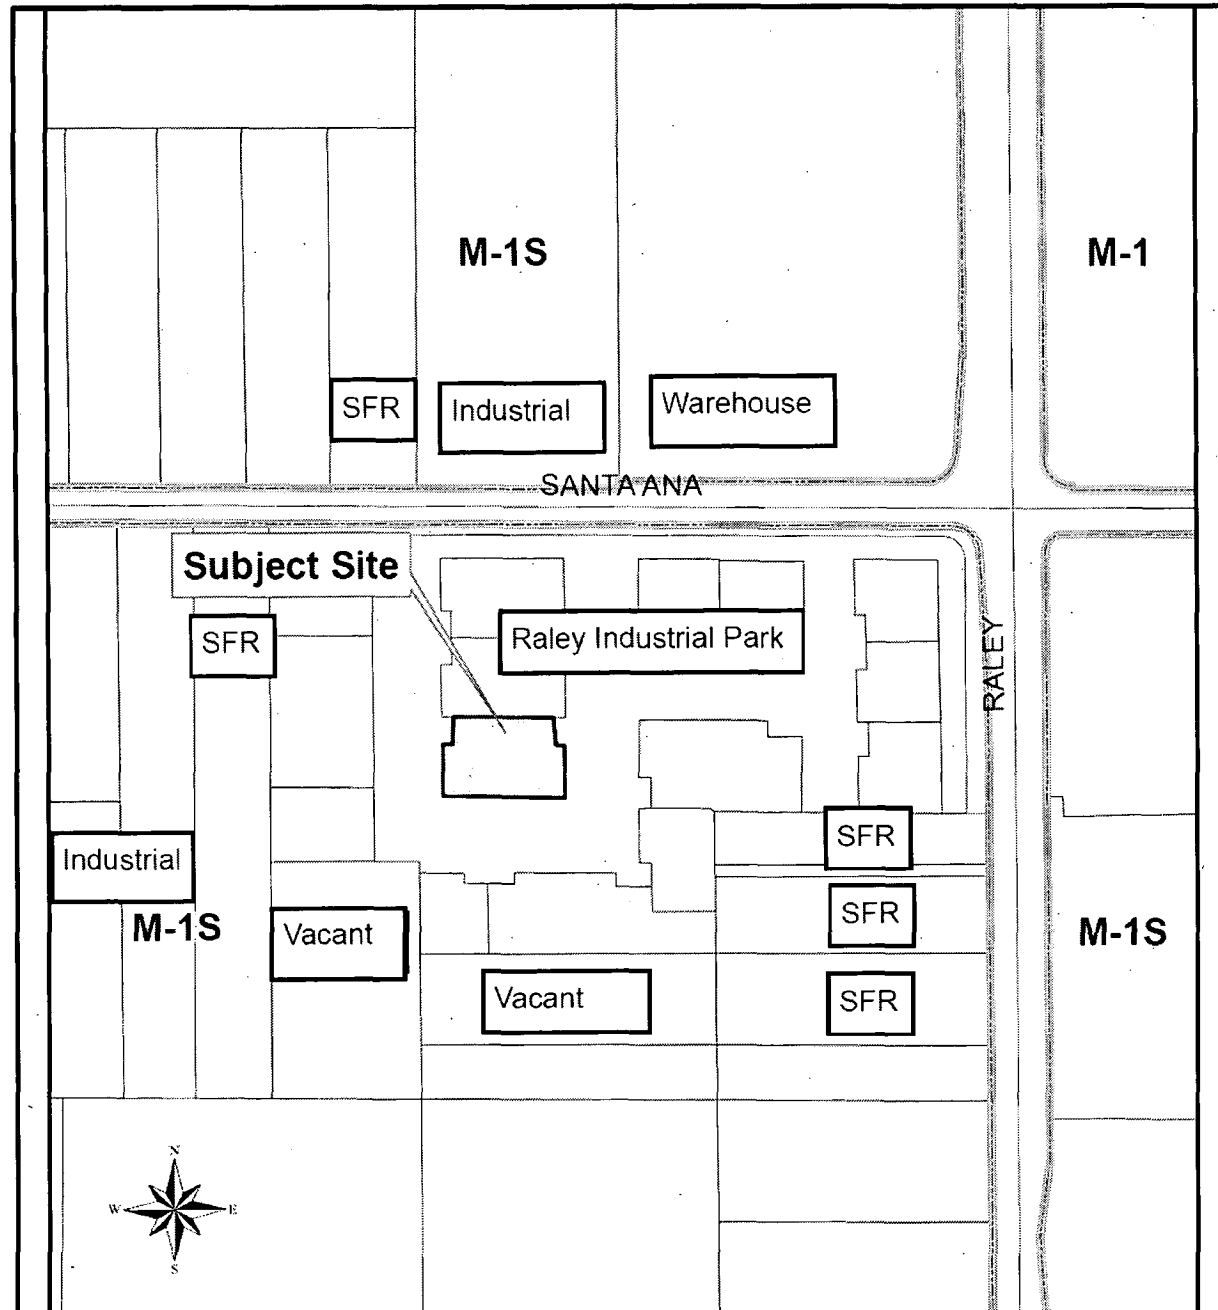 M-1S
M-1
SFR
Industrial
Warehouse
SANTA ANA
Subject Site
SFR
Raley Industrial Park
RALEY
Industrial
SFR
M-1S
Vacant
SFR
M-1S
Vacant
SFR
N
W
E
S